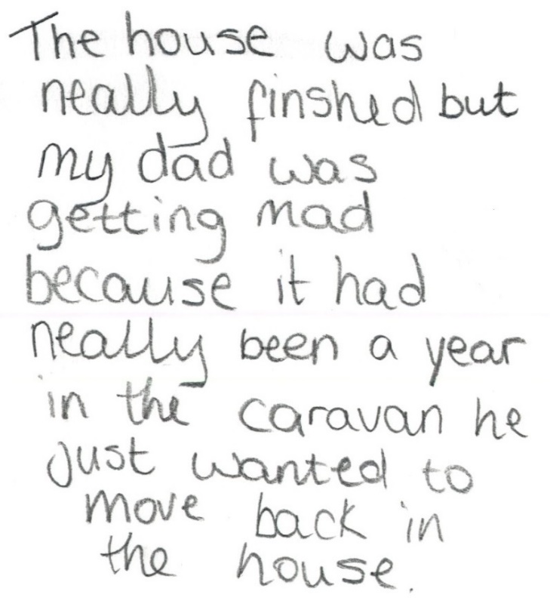 The house was
neally finshed but
my dad was
getting mad
because it had
neally been a year
in the caravan he
just wanted to
move back in
the house.